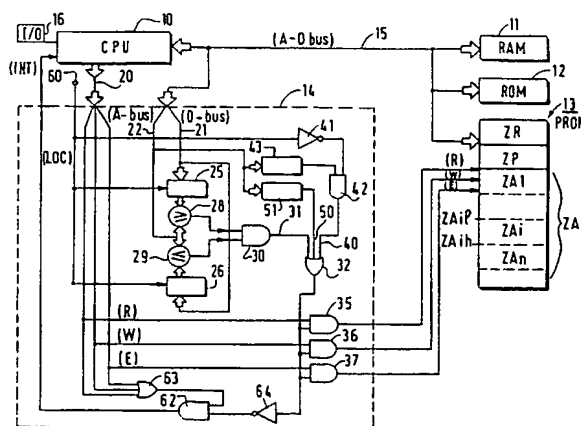 I/O
16
10
CPU
(A-D bus)
15
11
RAM
12
ROM
13
PROM
(INT)
60
20
(A-bus)
(D-bus)
14
22
21
41
(LOC)
43
42
25
51
50
28
31
40
29
30
32
26
(R)
(W)
(E)
35
36
37
63
62
64
(R)
(W)
(E)
ZR
ZP
ZA1
ZAiP
ZAi
ZAih
ZAn
ZA